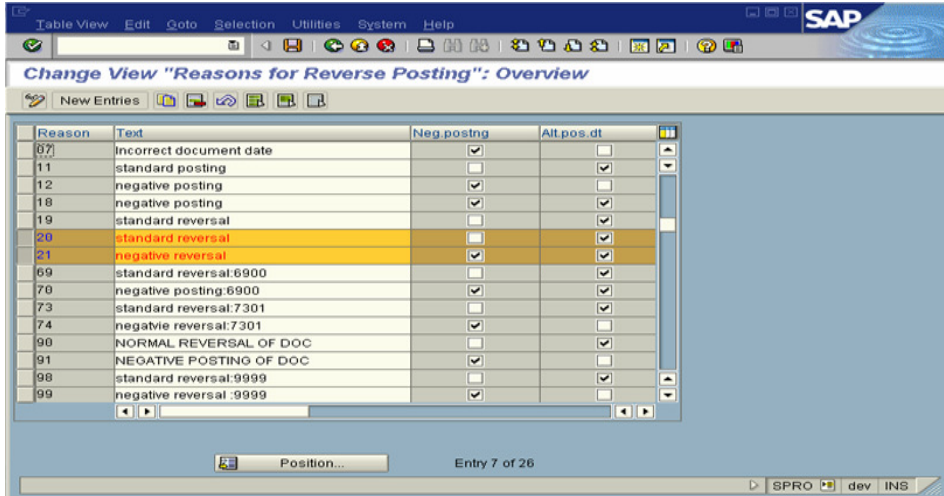 Table View Edit Goto Selection Utilities System Help
SAP
Change View "Reasons for Reverse Posting": Overview
New Entries
Reason Text Neg.postng Alt.pos.dt
07 Incorrect document date
11 standard posting
12 negative posting
18 negative posting
19 standard reversal
20 standard reversal
21 negative reversal
69 standard reversal:6900
70 negative posting:6900
73 standard reversal:7301
74 negatvie reversal:7301
90 NORMAL REVERSAL OF DOC
91 NEGATIVE POSTING OF DOC
98 standard reversal:9999
99 negative reversal :9999
Position... Entry 7 of 26
SPRO dev INS